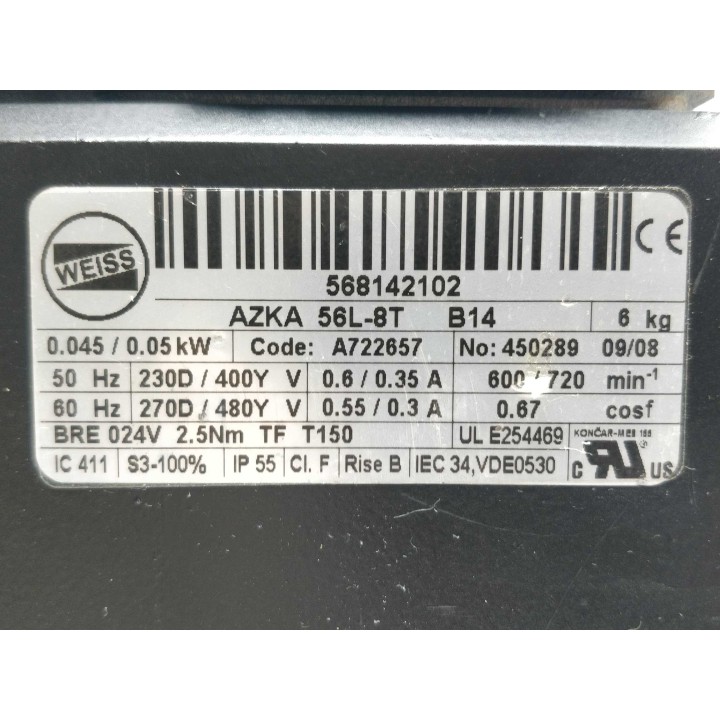 WEISS
CE
568142102
AZKA 56L-8T B14 6 kg
0.045 / 0.05 kW Code: A722657 No: 450289 09/08
50 Hz 230D / 400Y V 0.6 / 0.35 A 600 / 720 min-1
60 Hz 270D / 480Y V 0.55 / 0.3 A 0.67 cosf
BRE 024V 2.5Nm TF T150 UL E254469 KONČAR-MES 155
IC 411 S3-100% IP 55 Cl. F Rise B IEC 34,VDE0530 c RU US